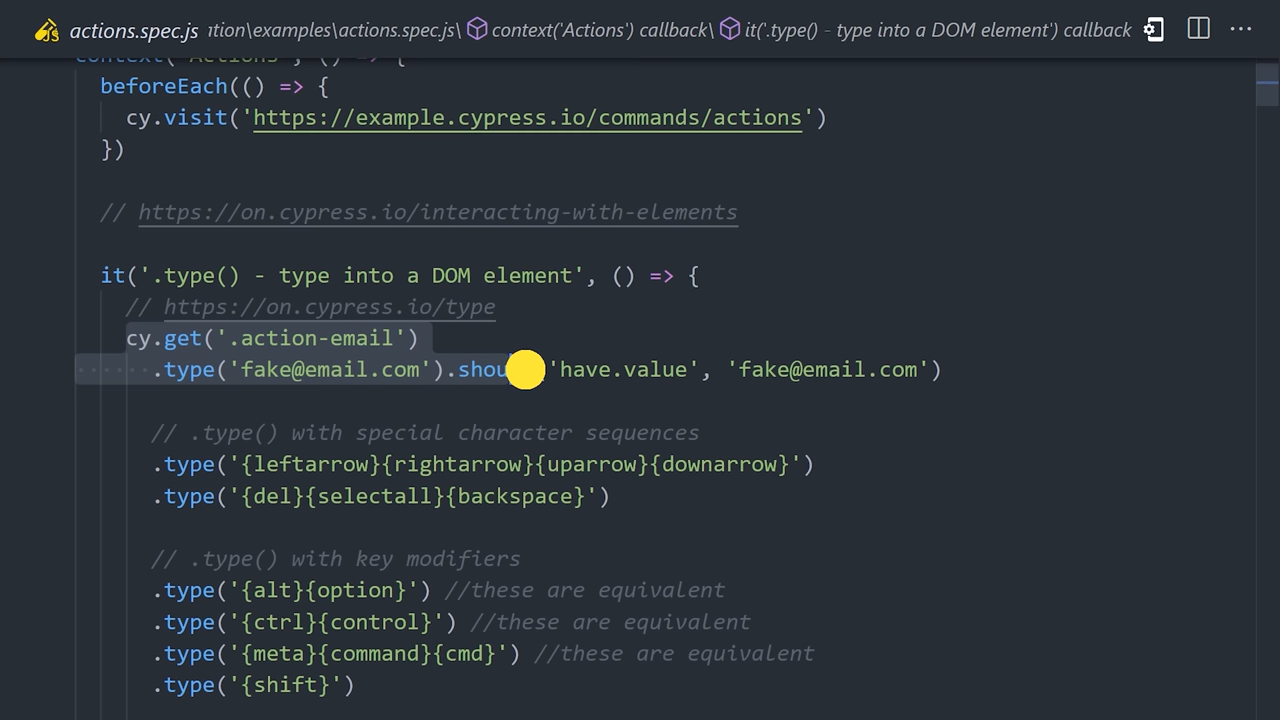 actions.spec.js ıtion\examples\actions.spec.js\ context('Actions') callback\ it('.type() - type into a DOM element') callback ...
context('Actions', () => {
beforeEach(() => {
cy.visit('https://example.cypress.io/commands/actions')
})
// https://on.cypress.io/interacting-with-elements
it('.type() - type into a DOM element', () => {
// https://on.cypress.io/type
cy.get('.action-email')
.type('fake@email.com').shou 'have.value', 'fake@email.com')
// .type() with special character sequences
.type('{leftarrow}{rightarrow}{uparrow}{downarrow}')
.type('{del}{selectall}{backspace}')
// .type() with key modifiers
.type('{alt}{option}') //these are equivalent
.type('{ctrl}{control}') //these are equivalent
.type('{meta}{command}{cmd}') //these are equivalent
.type('{shift}')